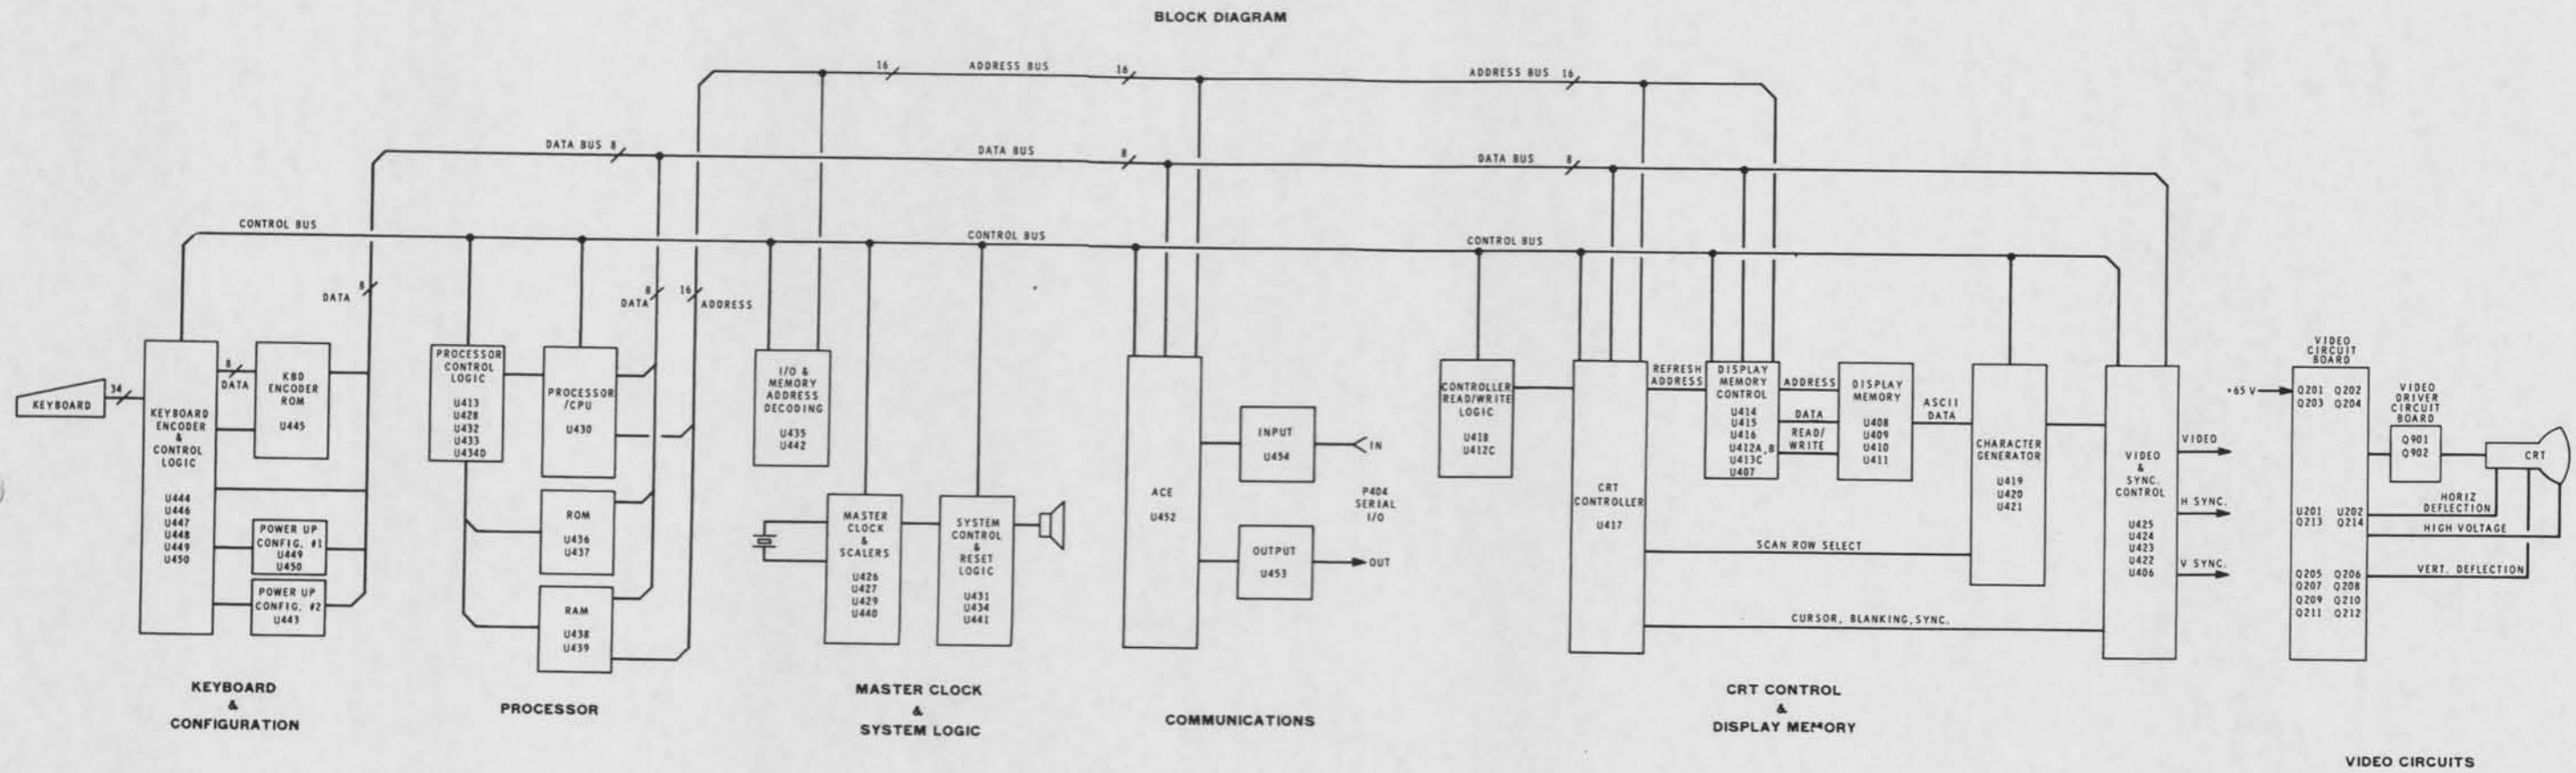 BLOCK DIAGRAM
16
ADDRESS BUS
16
ADDRESS BUS 16
DATA BUS 8
DATA BUS
8
DATA BUS
8
CONTROL BUS
CONTROL BUS
CONTROL BUS
8
DATA
8
DATA
16
ADDRESS
KEYBOARD
34
KEYBOARD
ENCODER
&
CONTROL
LOGIC
U444
U446
U447
U448
U449
U450
8
DATA
KBD
ENCODER
ROM
U445
POWER UP
CONFIG. #1
U449
U450
POWER UP
CONFIG. #2
U443
KEYBOARD
&
CONFIGURATION
PROCESSOR
CONTROL
LOGIC
U413
U428
U432
U433
U434D
PROCESSOR
/CPU
U430
ROM
U436
U437
RAM
U438
U439
PROCESSOR
I/O &
MEMORY
ADDRESS
DECODING
U435
U442
MASTER
CLOCK
&
SCALERS
U426
U427
U429
U440
SYSTEM
CONTROL
&
RESET
LOGIC
U431
U434
U441
MASTER CLOCK
&
SYSTEM LOGIC
ACE
U452
INPUT
U454
IN
P404
SERIAL
I/O
OUTPUT
U453
OUT
COMMUNICATIONS
CONTROLLER
READ/WRITE
LOGIC
U418
U412C
CRT
CONTROLLER
U417
REFRESH
ADDRESS
DISPLAY
MEMORY
CONTROL
U414
U415
U416
U412A,B
U413C
U407
ADDRESS
DATA
READ/
WRITE
DISPLAY
MEMORY
U408
U409
U410
U411
ASCII
DATA
CHARACTER
GENERATOR
U419
U420
U421
SCAN ROW SELECT
CURSOR, BLANKING, SYNC.
VIDEO
&
SYNC.
CONTROL
U425
U424
U423
U422
U406
VIDEO
H SYNC.
V SYNC.
CRT CONTROL
&
DISPLAY MEMORY
VIDEO
CIRCUIT
BOARD
+65 V
Q201 Q202
Q203 Q204
U201 U202
Q213 Q214
Q205 Q206
Q207 Q208
Q209 Q210
Q211 Q212
VIDEO
DRIVER
CIRCUIT
BOARD
Q901
Q902
CRT
HORIZ
DEFLECTION
HIGH VOLTAGE
VERT. DEFLECTION
VIDEO CIRCUITS